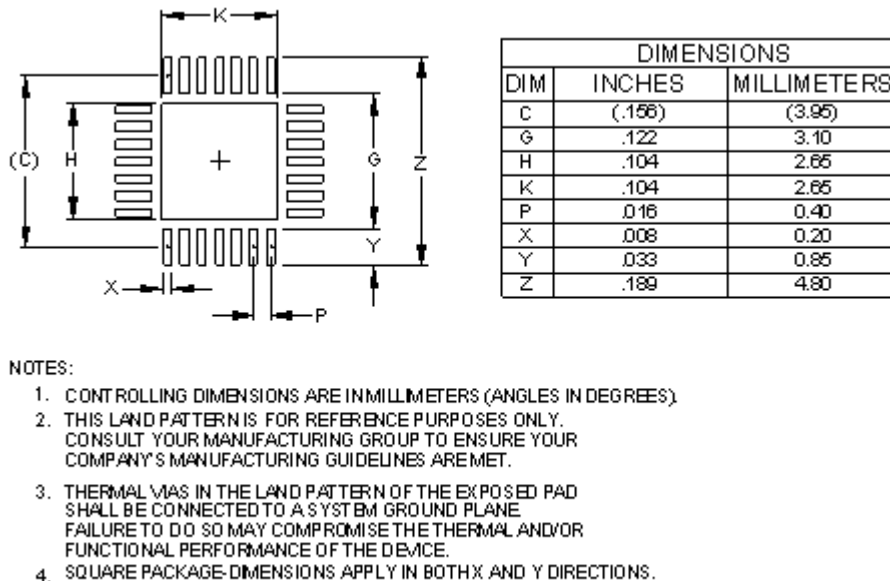 K
(C) H G Z
Y
X
P
DIMENSIONS
DIM INCHES MILLIMETERS
C (.156) (3.95)
G .122 3.10
H .104 2.65
K .104 2.65
P .016 0.40
X .008 0.20
Y .033 0.85
Z .189 4.80
NOTES:
1. CONTROLLING DIMENSIONS ARE IN MILLIMETERS (ANGLES IN DEGREES).
2. THIS LAND PATTERN IS FOR REFERENCE PURPOSES ONLY.
CONSULT YOUR MANUFACTURING GROUP TO ENSURE YOUR
COMPANY'S MANUFACTURING GUIDELINES ARE MET.
3. THERMAL VIAS IN THE LAND PATTERN OF THE EXPOSED PAD
SHALL BE CONNECTED TO A SYSTEM GROUND PLANE.
FAILURE TO DO SO MAY COMPROMISE THE THERMAL AND/OR
FUNCTIONAL PERFORMANCE OF THE DEVICE.
4. SQUARE PACKAGE-DIMENSIONS APPLY IN BOTH X AND Y DIRECTIONS.